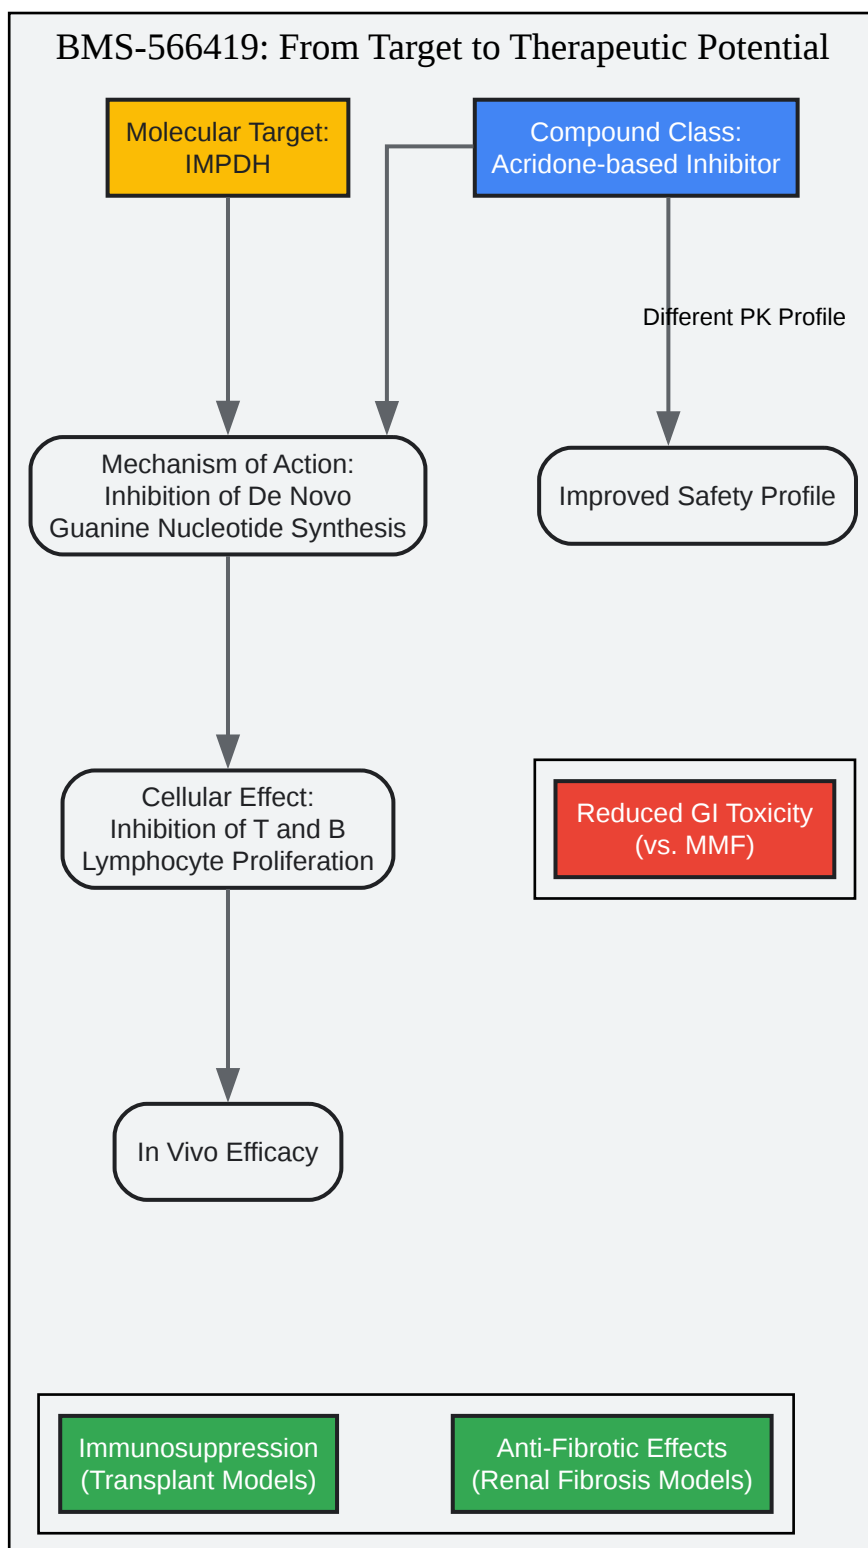 BMS-566419: From Target to Therapeutic Potential
Molecular Target:
IMPDH
Compound Class:
Acridone-based Inhibitor
Different PK Profile
Mechanism of Action:
Inhibition of De Novo
Guanine Nucleotide Synthesis
Improved Safety Profile
Cellular Effect:
Inhibition of T and B
Lymphocyte Proliferation
Reduced GI Toxicity
(vs. MMF)
In Vivo Efficacy
Immunosuppression
(Transplant Models)
Anti-Fibrotic Effects
(Renal Fibrosis Models)